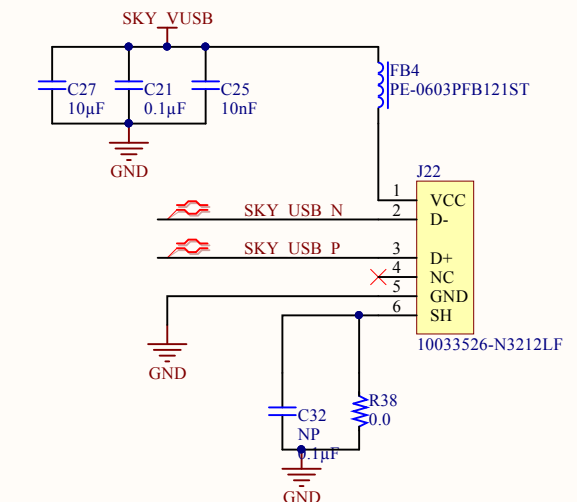 SKY_VUSB
FB4
PE-0603PFB121ST
C27
10µF
C21
0.1µF
C25
10nF
GND
J22
1
VCC
SKY_USB_N
2
D-
SKY_USB_P
3
D+
4
NC
5
GND
6
SH
10033526-N3212LF
GND
C32
NP
0.1µF
R38
0.0
GND